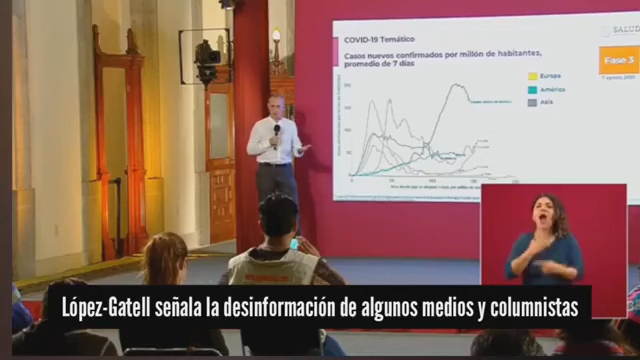 COVID-19 Temático
Casos nuevos confirmados por millón de habitantes,
promedio de 7 días
SALUD
Fase 3
Europa
América
Asia
López-Gatell señala la desinformación de algunos medios y columnistas